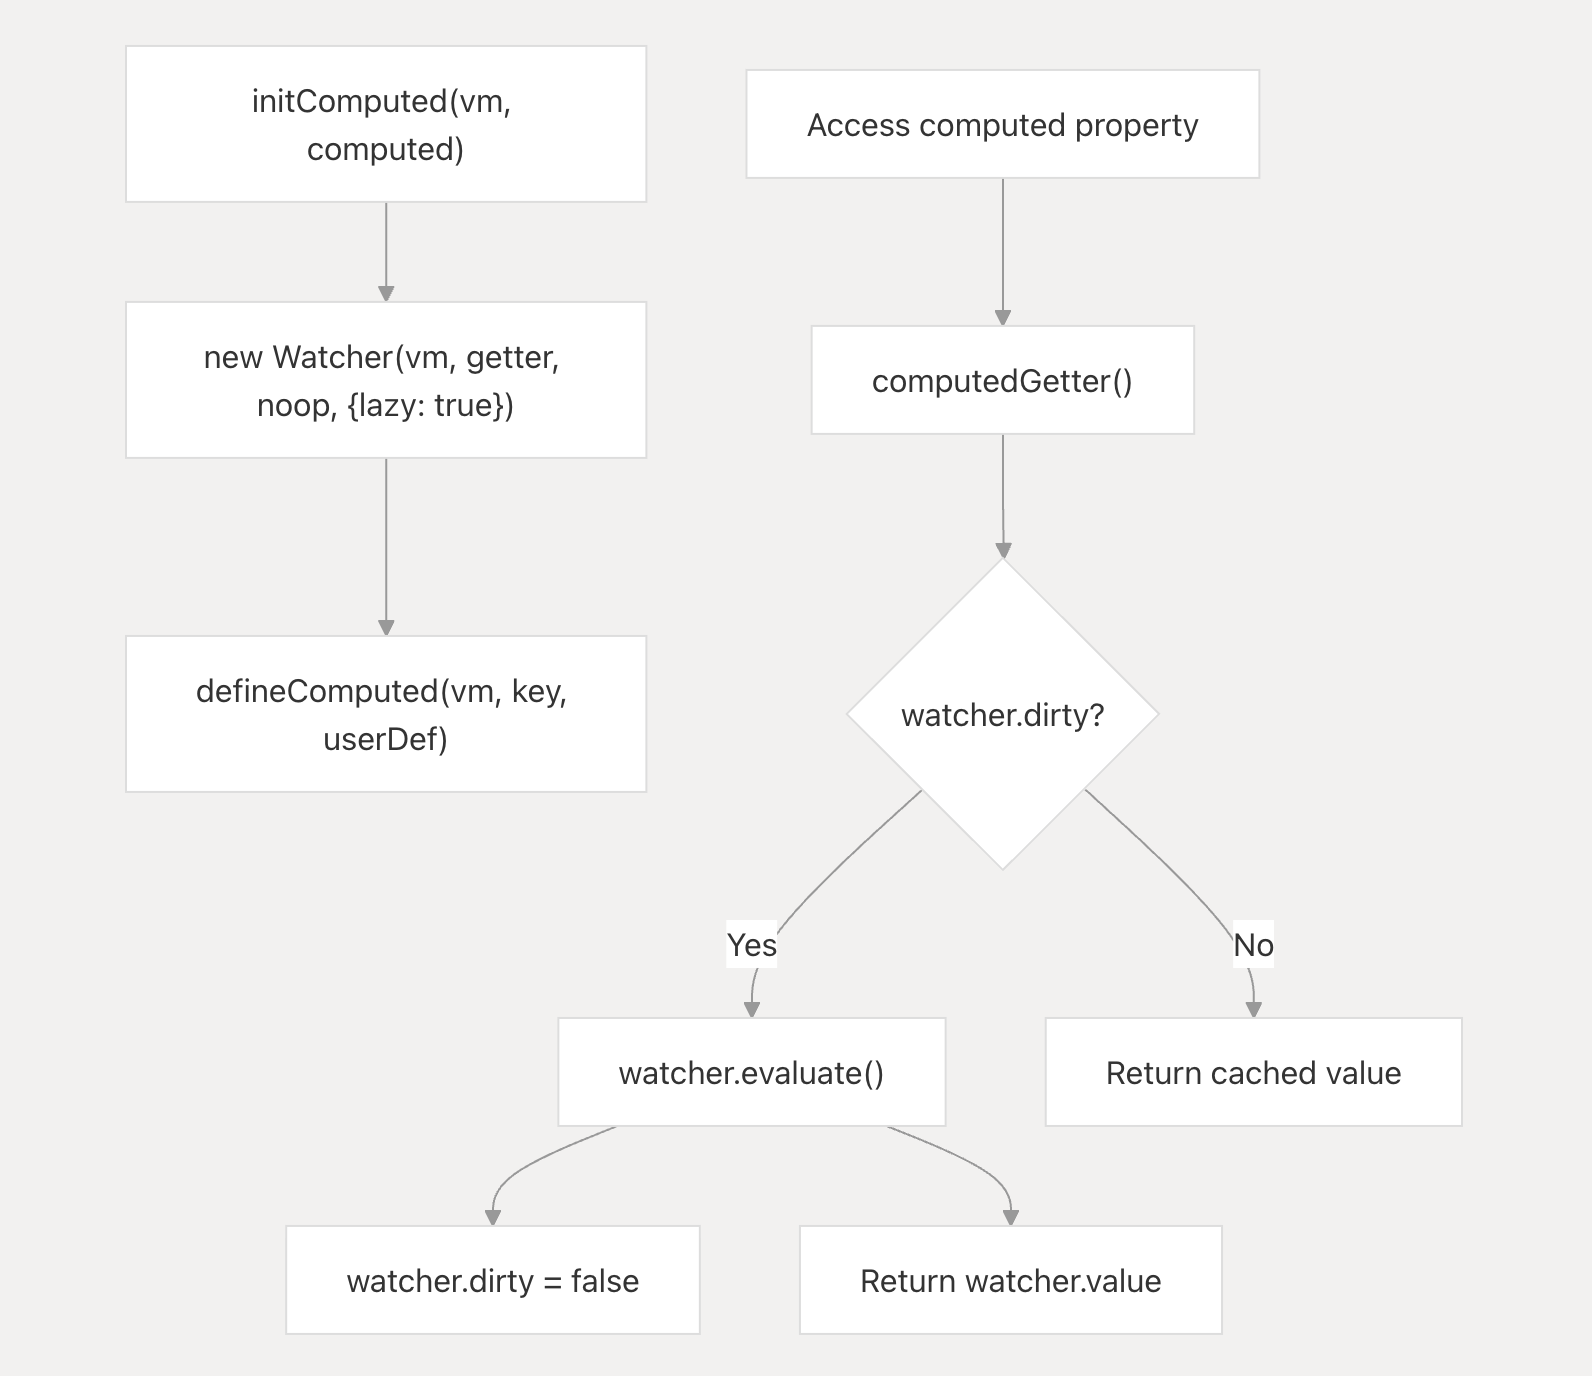 initComputed(vm,
computed)
new Watcher(vm, getter,
noop, {lazy: true})
defineComputed(vm, key,
userDef)
Access computed property
computedGetter()
watcher.dirty?
Yes
No
watcher.evaluate()
Return cached value
watcher.dirty = false
Return watcher.value